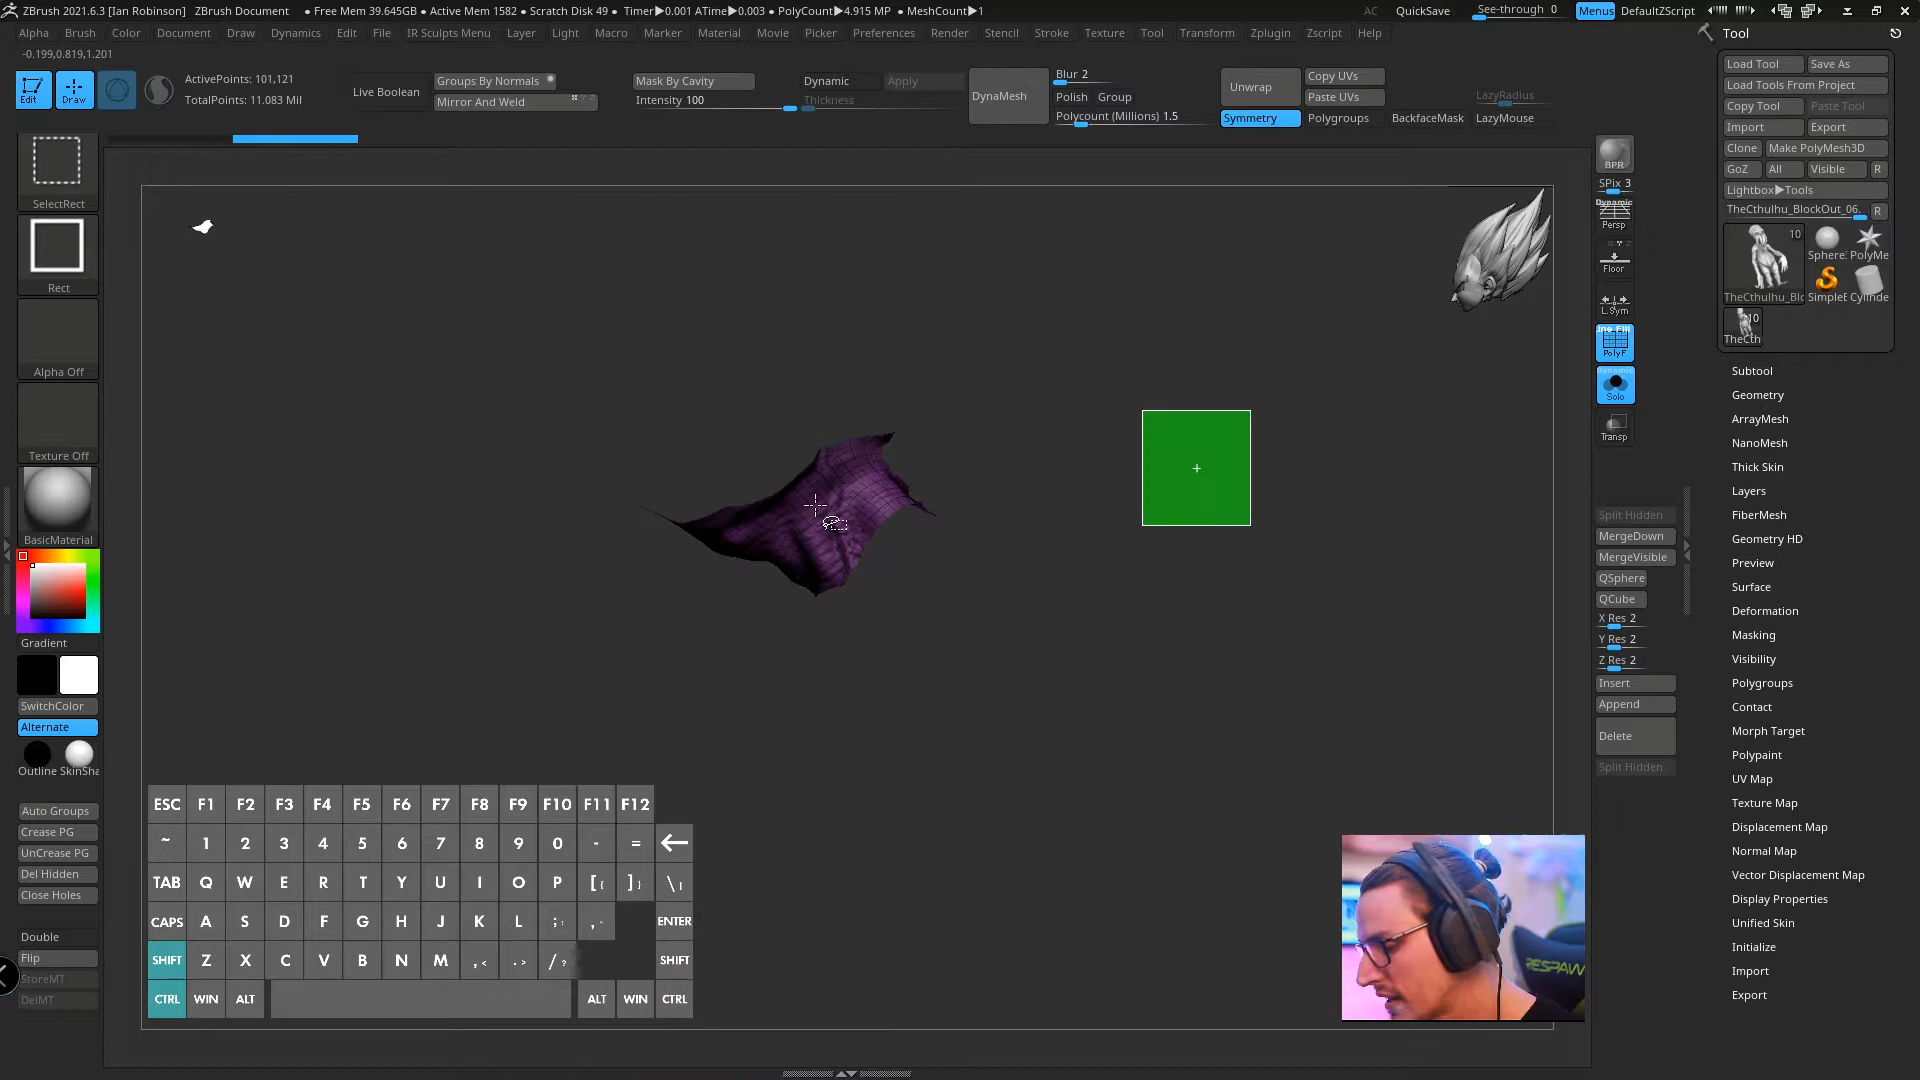 ZBrush 2021.6.3 [Ian Robinson] ZBrush Document • Free Mem 39.645GB • Active Mem 1582 • Scratch Disk 49 • Timer▶0.001 ATime▶0.003 • PolyCount▶4.915 MP • MeshCount▶1 AC QuickSave See-through 0 Menus DefaultZScript
Alpha Brush Color Document Draw Dynamics Edit File IR Sculpts Menu Layer Light Macro Marker Material Movie Picker Preferences Render Stencil Stroke Texture Tool Transform Zplugin Zscript Help
-0.199,0.819,1.201
Edit
Draw
ActivePoints: 101,121
TotalPoints: 11.083 Mil
Live Boolean
Groups By Normals
Mirror And Weld
Mask By Cavity
Intensity 100
Dynamic Apply
Thickness
DynaMesh
Blur 2
Polish Group
Polycount (Millions) 1.5
Unwrap
Copy UVs
Paste UVs
Symmetry
Polygroups
BackfaceMask
LazyRadius
LazyMouse
SelectRect
Rect
Alpha Off
Texture Off
BasicMaterial
Gradient
SwitchColor
Alternate
Outline SkinSha
Auto Groups
Crease PG
UnCrease PG
Del Hidden
Close Holes
Double
Flip
StoreMT
DelMT
ESC F1 F2 F3 F4 F5 F6 F7 F8 F9 F10 F11 F12
~ 1 2 3 4 5 6 7 8 9 0 - =
TAB Q W E R T Y U I O P [ { ] } \ |
CAPS A S D F G H J K L ; : , " ENTER
SHIFT Z X C V B N M , < . > / ? SHIFT
CTRL WIN ALT ALT WIN CTRL
RESPAW
BPR
SPix 3
Dynamic
Persp
Floor
L.Sym
Line Fill
PolyF
Dynamic
Solo
Transp
Split Hidden
MergeDown
MergeVisible
QSphere
QCube
X Res 2
Y Res 2
Z Res 2
Insert
Append
Delete
Split Hidden
Tool
Load Tool Save As
Load Tools From Project
Copy Tool Paste Tool
Import Export
Clone Make PolyMesh3D
GoZ All Visible R
Lightbox▶Tools
TheCthulhu_BlockOut_06. R
10
Sphere PolyMe
TheCthulhu_Blo SimpleE Cylinde
10
TheCth
Subtool
Geometry
ArrayMesh
NanoMesh
Thick Skin
Layers
FiberMesh
Geometry HD
Preview
Surface
Deformation
Masking
Visibility
Polygroups
Contact
Morph Target
Polypaint
UV Map
Texture Map
Displacement Map
Normal Map
Vector Displacement Map
Display Properties
Unified Skin
Initialize
Import
Export